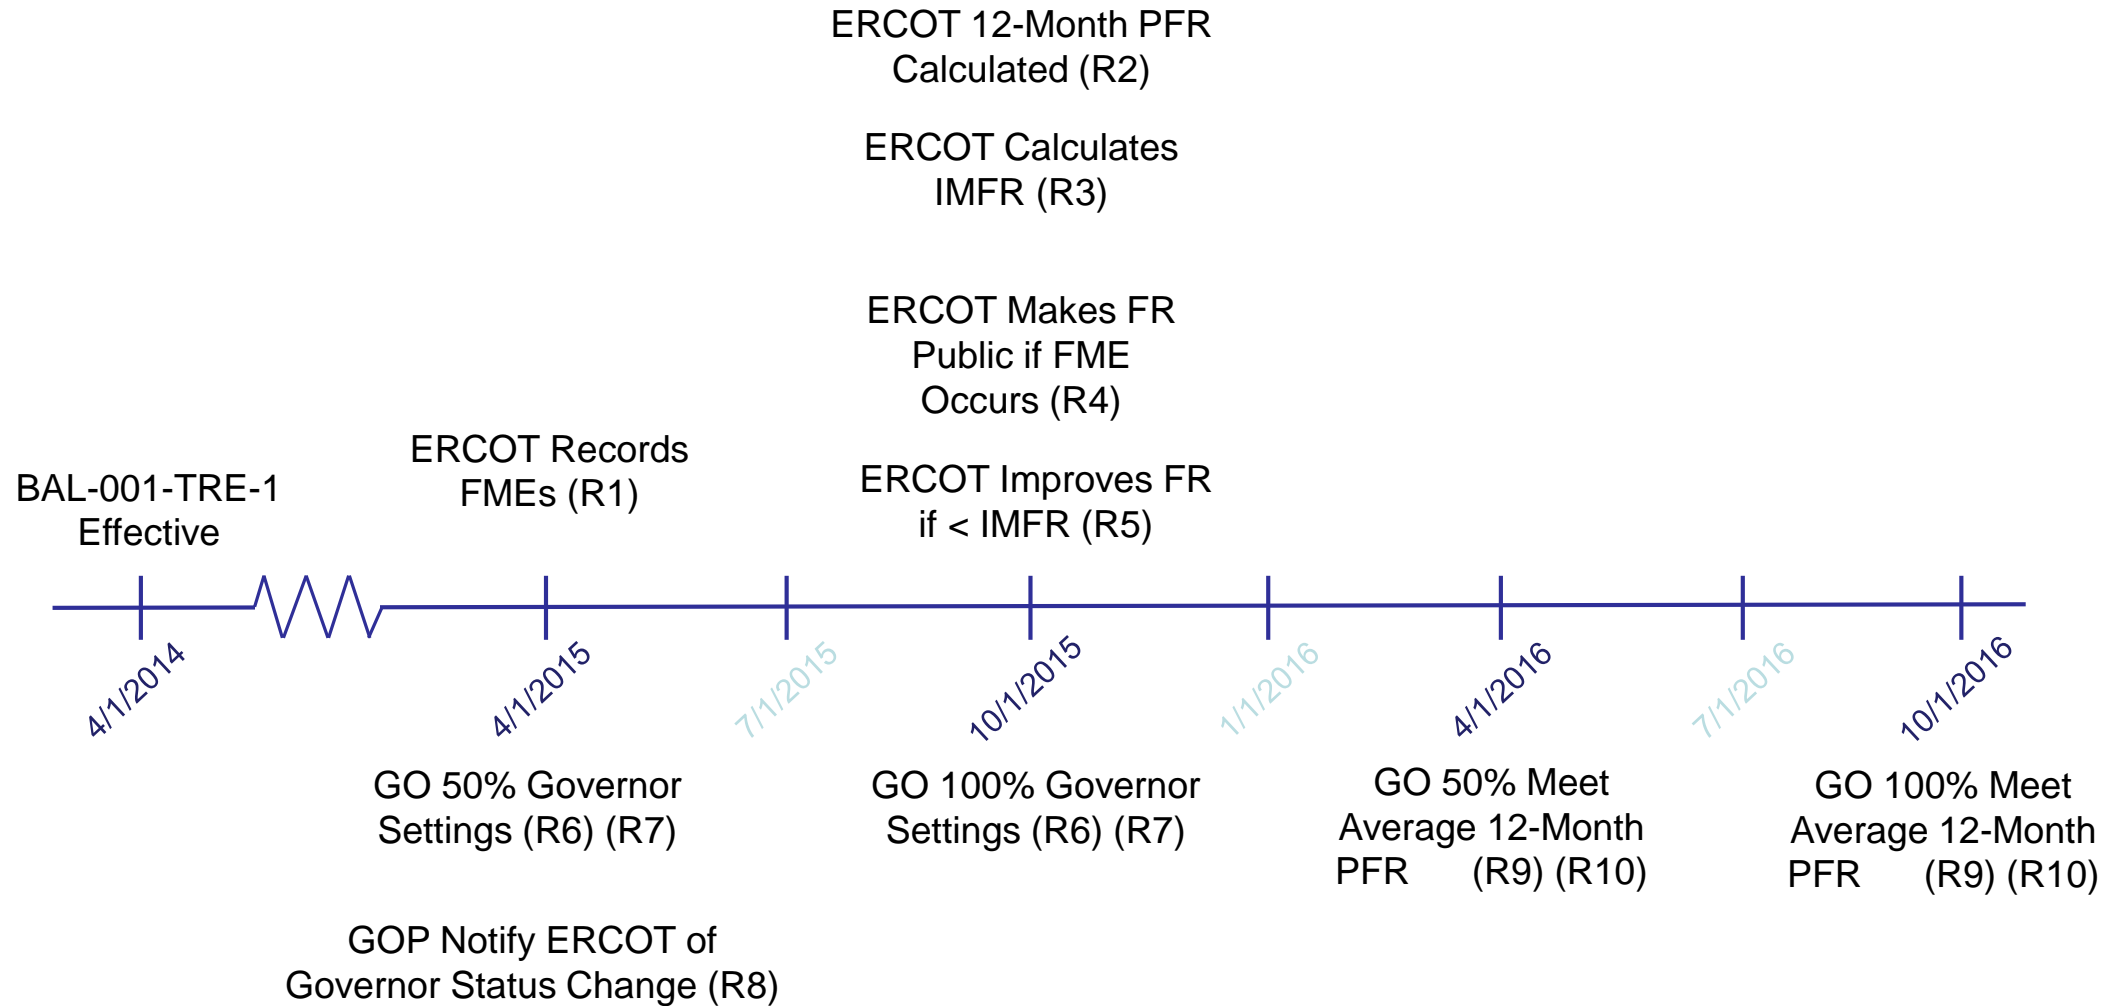 ERCOT 12-Month PFR
Calculated (R2)
ERCOT Calculates
IMFR (R3)
ERCOT Makes FR
Public if FME
Occurs (R4)
ERCOT Records
FMEs (R1)
ERCOT Improves FR
if < IMFR (R5)
BAL-001-TRE-1
Effective
4/1/2014
4/1/2015
7/1/2015
10/1/2015
1/1/2016
4/1/2016
7/1/2016
10/1/2016
GO 50% Governor
Settings (R6) (R7)
GO 100% Governor
Settings (R6) (R7)
GO 50% Meet
Average 12-Month
PFR (R9) (R10)
GO 100% Meet
Average 12-Month
PFR (R9) (R10)
GOP Notify ERCOT of
Governor Status Change (R8)